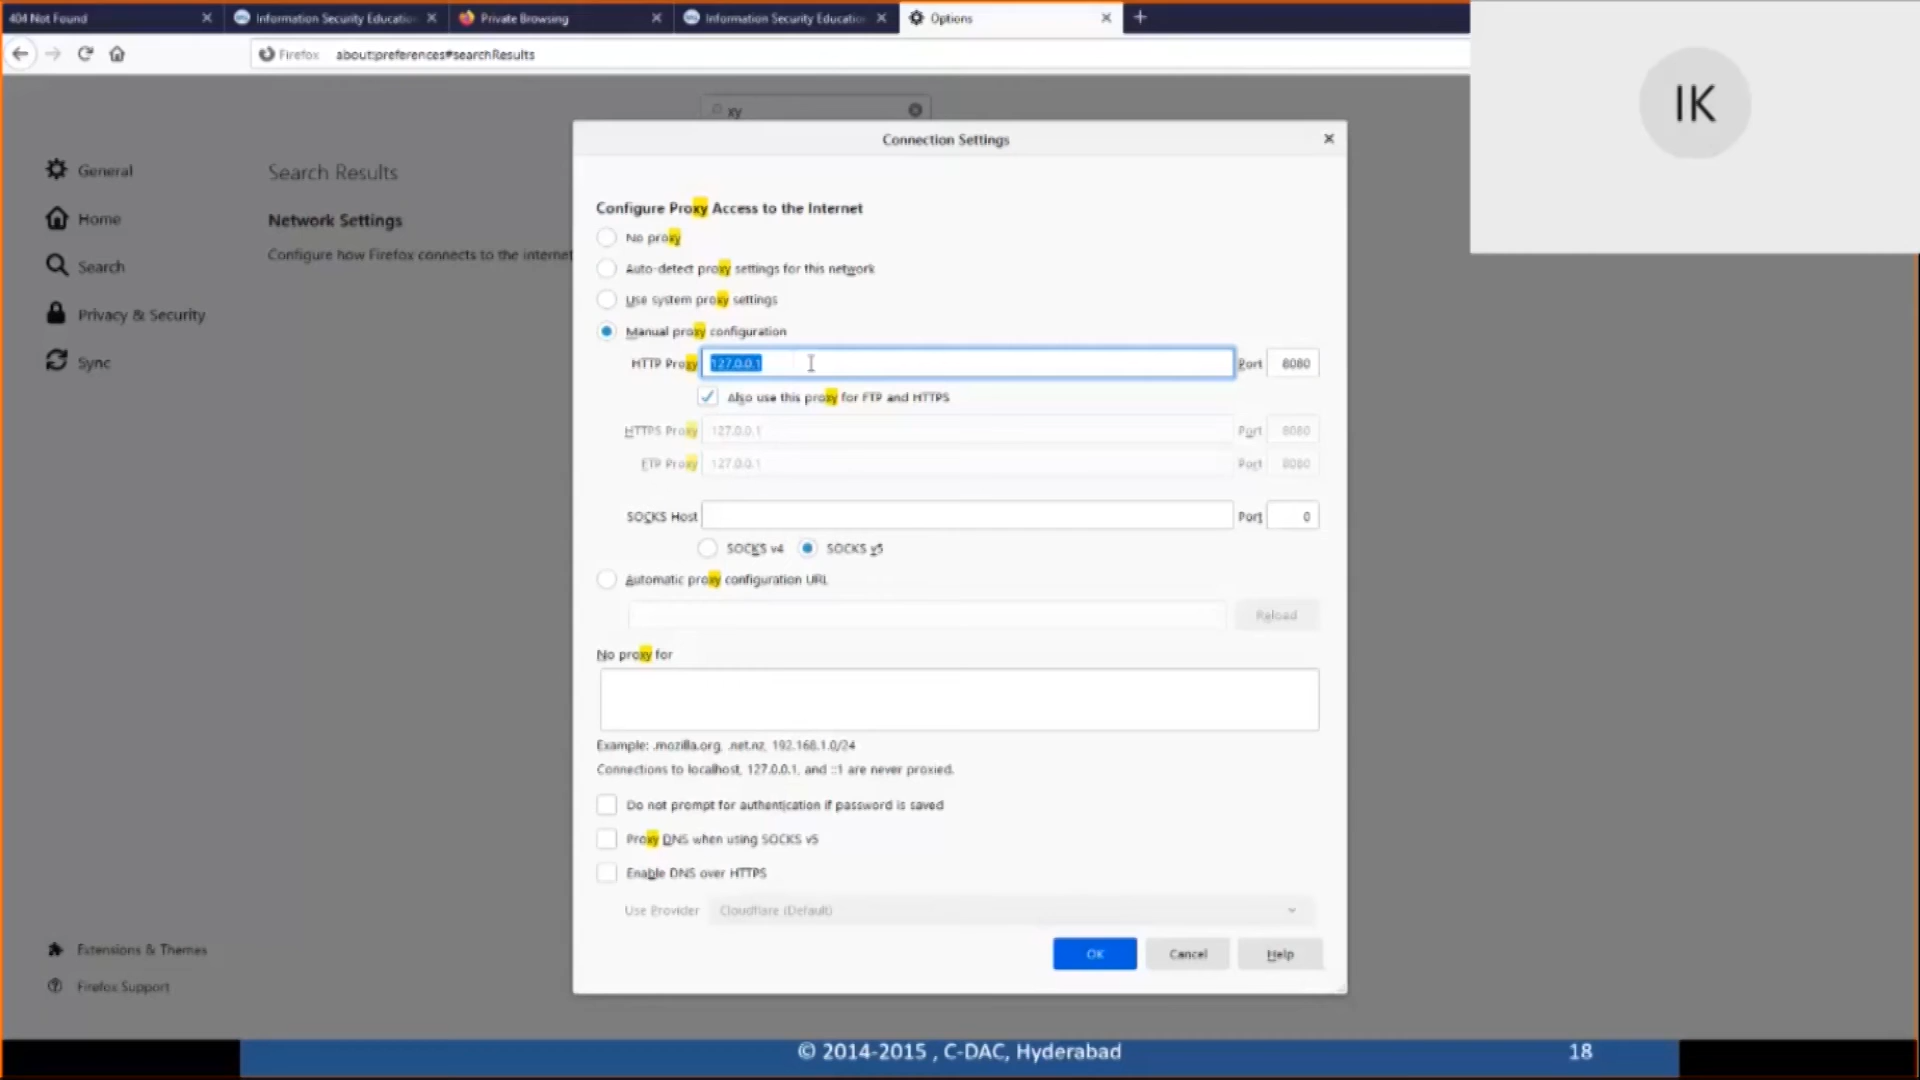 404 Not Found
Information Security Educatio
Private Browsing
Information Security Educatio
Options
Firefox about:preferences#searchResults
IK
xy
Connection Settings
General
Home
Search
Privacy & Security
Sync
Search Results
Network Settings
Configure how Firefox connects to the internet
Configure Proxy Access to the Internet
No proxy
Auto-detect proxy settings for this network
Use system proxy settings
Manual proxy configuration
HTTP Proxy 127.0.0.1 Port 8080
Also use this proxy for FTP and HTTPS
HTTPS Proxy 127.0.0.1 Port 8080
FTP Proxy 127.0.0.1 Port 8080
SOCKS Host Port 0
SOCKS v4 SOCKS v5
Automatic proxy configuration URL
Reload
No proxy for
Example: .mozilla.org, .net.nz, 192.168.1.0/24
Connections to localhost, 127.0.0.1, and ::1 are never proxied.
Do not prompt for authentication if password is saved
Proxy DNS when using SOCKS v5
Enable DNS over HTTPS
Use Provider Cloudflare (Default)
OK Cancel Help
Extensions & Themes
Firefox Support
© 2014-2015 , C-DAC, Hyderabad 18